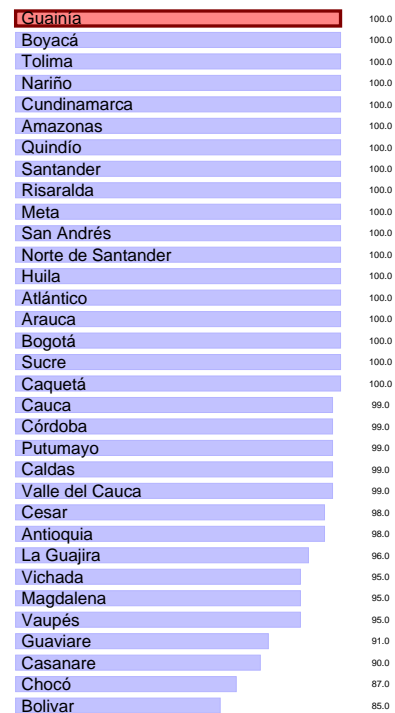 Guainía 100.0
Boyacá 100.0
Tolima 100.0
Nariño 100.0
Cundinamarca 100.0
Amazonas 100.0
Quindío 100.0
Santander 100.0
Risaralda 100.0
Meta 100.0
San Andrés 100.0
Norte de Santander 100.0
Huila 100.0
Atlántico 100.0
Arauca 100.0
Bogotá 100.0
Sucre 100.0
Caquetá 100.0
Cauca 99.0
Córdoba 99.0
Putumayo 99.0
Caldas 99.0
Valle del Cauca 99.0
Cesar 98.0
Antioquia 98.0
La Guajira 96.0
Vichada 95.0
Magdalena 95.0
Vaupés 95.0
Guaviare 91.0
Casanare 90.0
Chocó 87.0
Bolivar 85.0